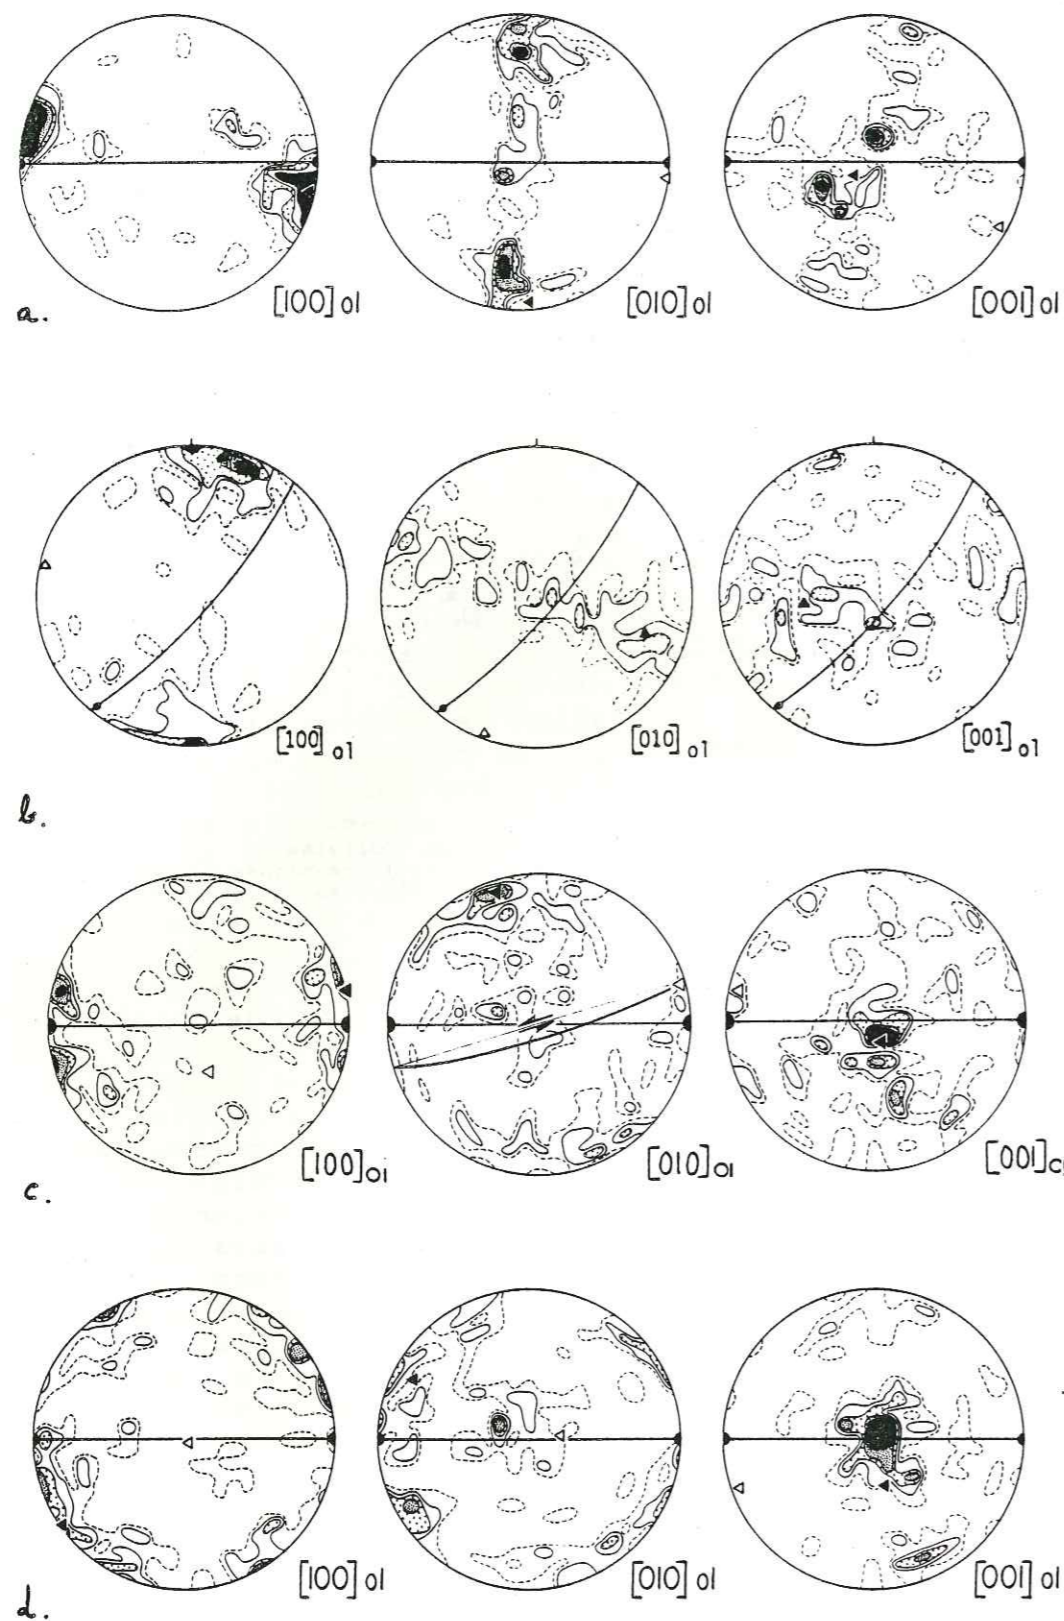 [100] ol [010] ol [001] ol
a.
[100] ol [010] ol [001] ol
b.
[100] ol [010] ol [001] o
c.
[100] ol [010] ol [001] ol
d.